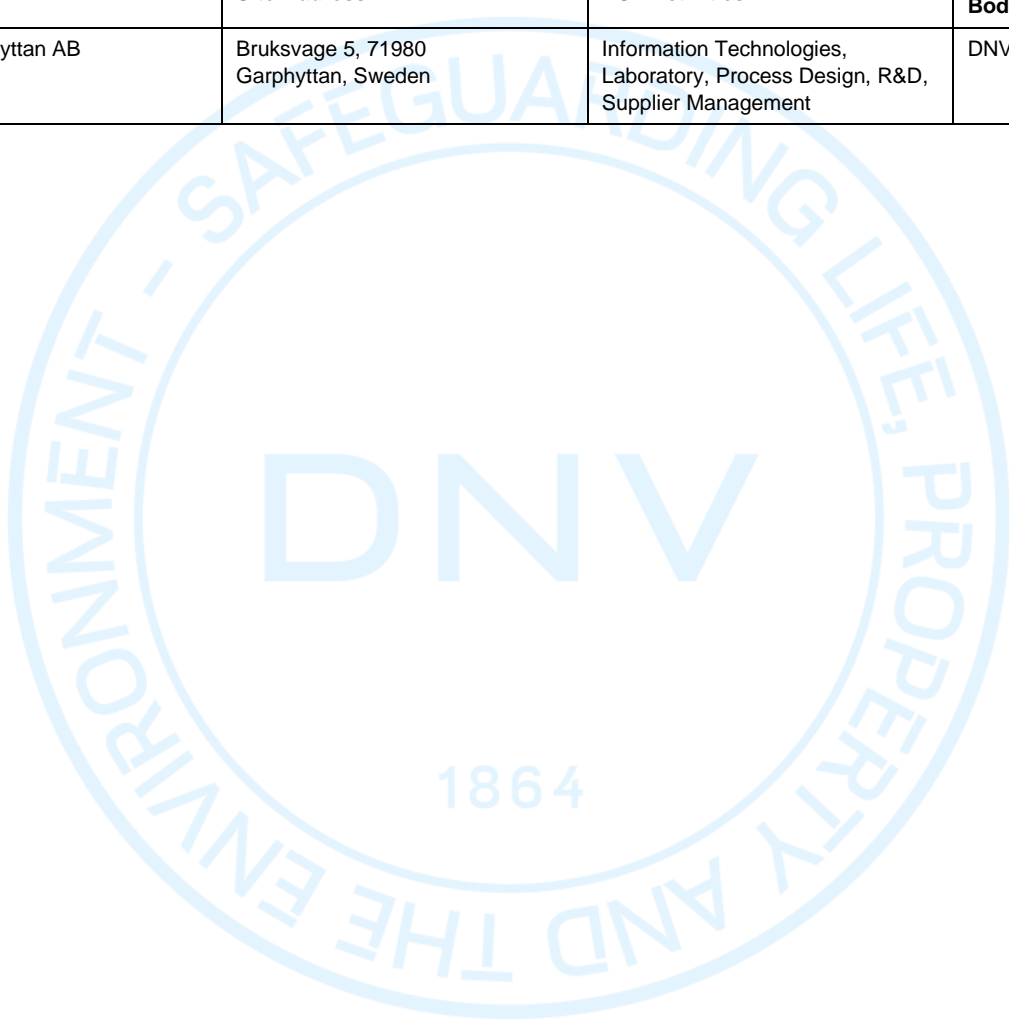 Bod
yttan AB
Bruksvage 5, 71980
Garphyttan, Sweden
Information Technologies,
Laboratory, Process Design, R&D,
Supplier Management
DNV
SAFEGUARDING LIFE, PROPERTY AND THE ENVIRONMENT -
DNV
1864